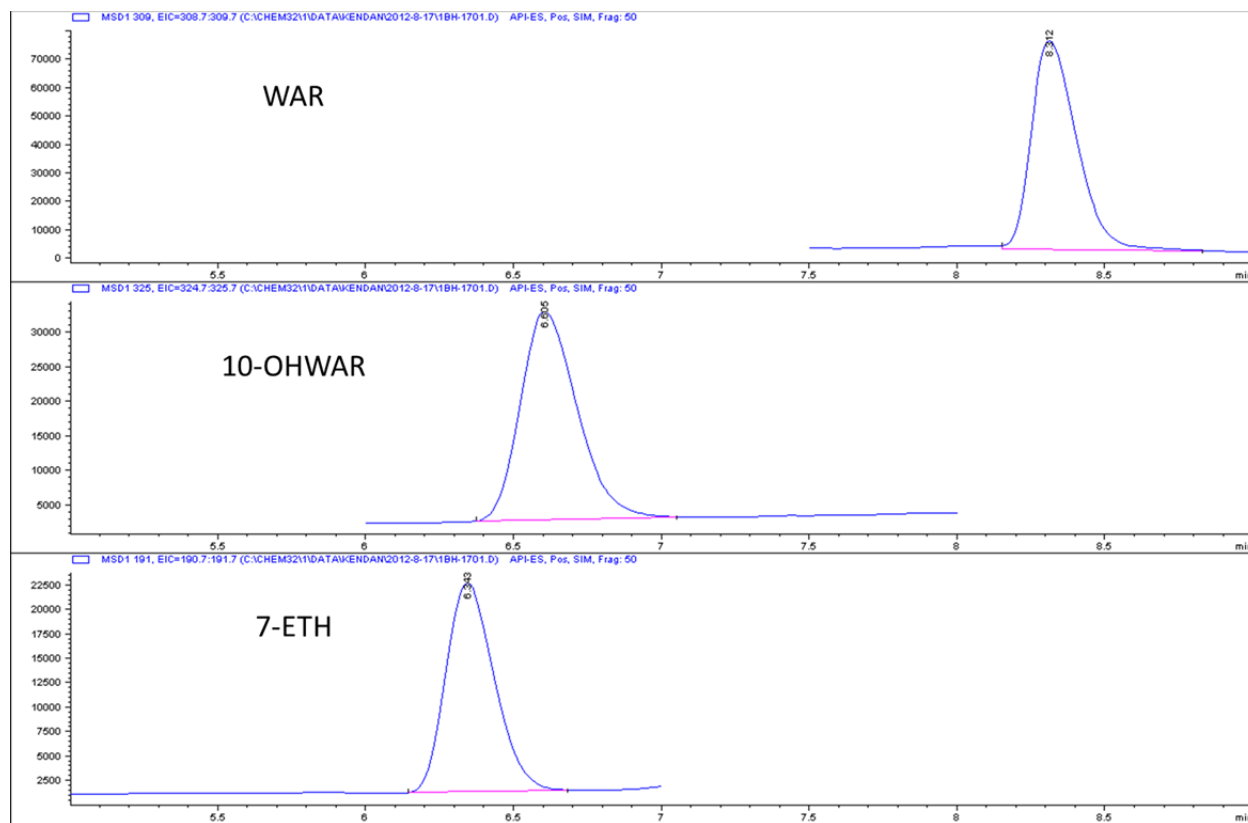 MSD1 309, EIC=308.7:309.7 (C:\CHEM32\1\DATA\KENDAN\2012-8-17\1BH-1701.D) API-ES, Pos, SIM, Frag: 50
8.312
70000
60000
50000
40000
30000
20000
10000
0
WAR
5.5 6 6.5 7 7.5 8 8.5 min
MSD1 325, EIC=324.7:325.7 (C:\CHEM32\1\DATA\KENDAN\2012-8-17\1BH-1701.D) API-ES, Pos, SIM, Frag: 50
6.605
30000
25000
20000
15000
10000
5000
10-OHWAR
5.5 6 6.5 7 7.5 8 8.5 min
MSD1 191, EIC=190.7:191.7 (C:\CHEM32\1\DATA\KENDAN\2012-8-17\1BH-1701.D) API-ES, Pos, SIM, Frag: 50
6.343
22500
20000
17500
15000
12500
10000
7500
5000
2500
7-ETH
5.5 6 6.5 7 7.5 8 8.5 min